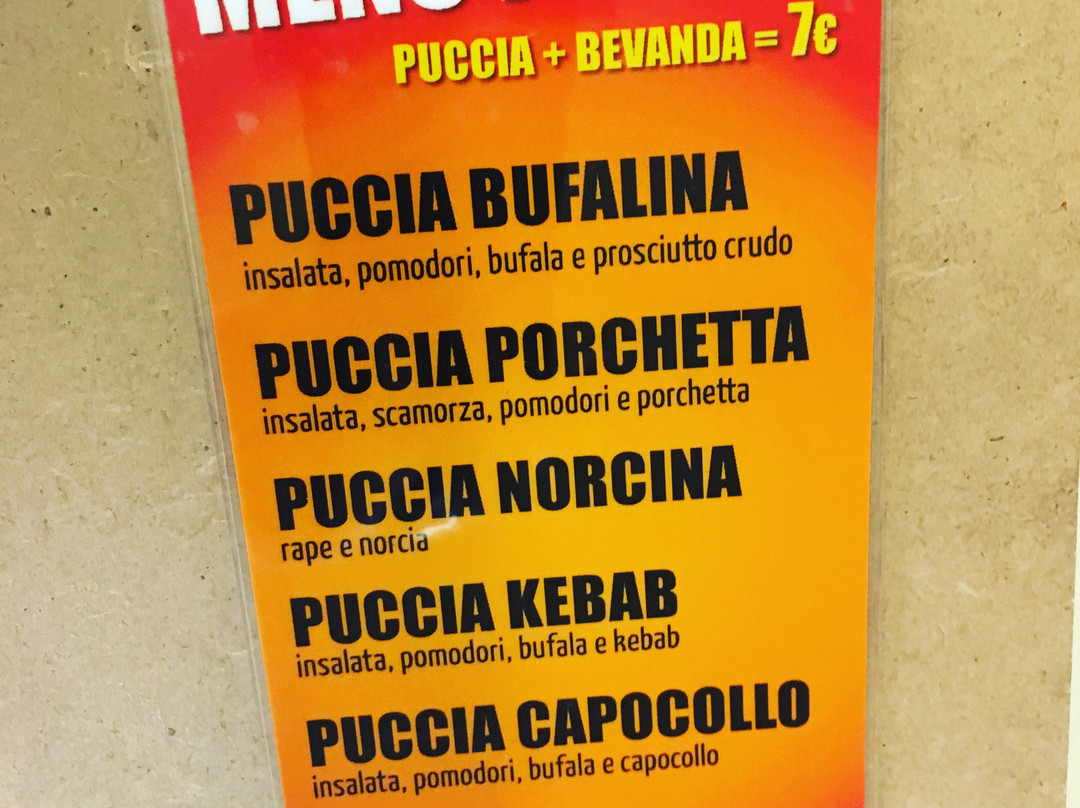 MENU
PUCCIA + BEVANDA = 7€
PUCCIA BUFALINA
insalata, pomodori, bufala e prosciutto crudo
PUCCIA PORCHETTA
insalata, scamorza, pomodori e porchetta
PUCCIA NORCINA
rape e norcia
PUCCIA KEBAB
insalata, pomodori, bufala e kebab
PUCCIA CAPOCOLLO
insalata, pomodori, bufala e capocollo